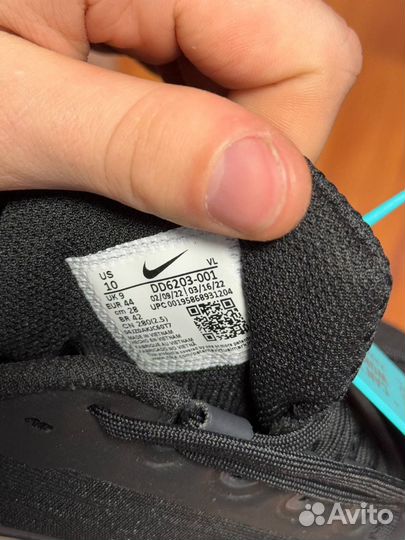 US
10
VL
UK 9
DD6203-001
EUR 44
02/09/22 | 03/16/22
cm 28
UPC 00195868931204
BR 42
CN 280(2.5)
MADE IN VIETNAM
Avito